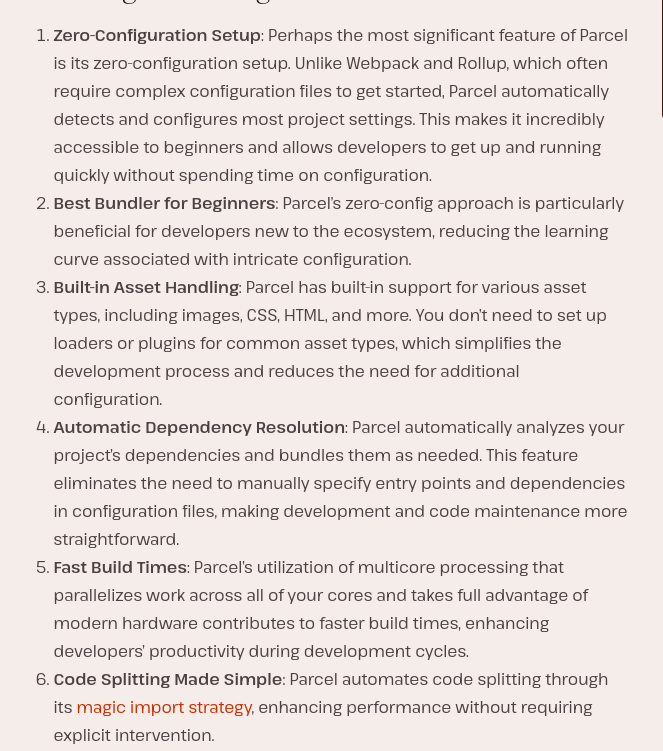 1. Zero-Configuration Setup: Perhaps the most significant feature of Parcel
is its zero-configuration setup. Unlike Webpack and Rollup, which often
require complex configuration files to get started, Parcel automatically
detects and configures most project settings. This makes it incredibly
accessible to beginners and allows developers to get up and running
quickly without spending time on configuration.
2. Best Bundler for Beginners: Parcel's zero-config approach is particularly
beneficial for developers new to the ecosystem, reducing the learning
curve associated with intricate configuration.
3. Built-in Asset Handling: Parcel has built-in support for various asset
types, including images, CSS, HTML, and more. You don't need to set up
loaders or plugins for common asset types, which simplifies the
development process and reduces the need for additional
configuration.
4. Automatic Dependency Resolution: Parcel automatically analyzes your
project's dependencies and bundles them as needed. This feature
eliminates the need to manually specify entry points and dependencies
in configuration files, making development and code maintenance more
straightforward.
5. Fast Build Times: Parcel's utilization of multicore processing that
parallelizes work across all of your cores and takes full advantage of
modern hardware contributes to faster build times, enhancing
developers' productivity during development cycles.
6. Code Splitting Made Simple: Parcel automates code splitting through
its magic import strategy, enhancing performance without requiring
explicit intervention.